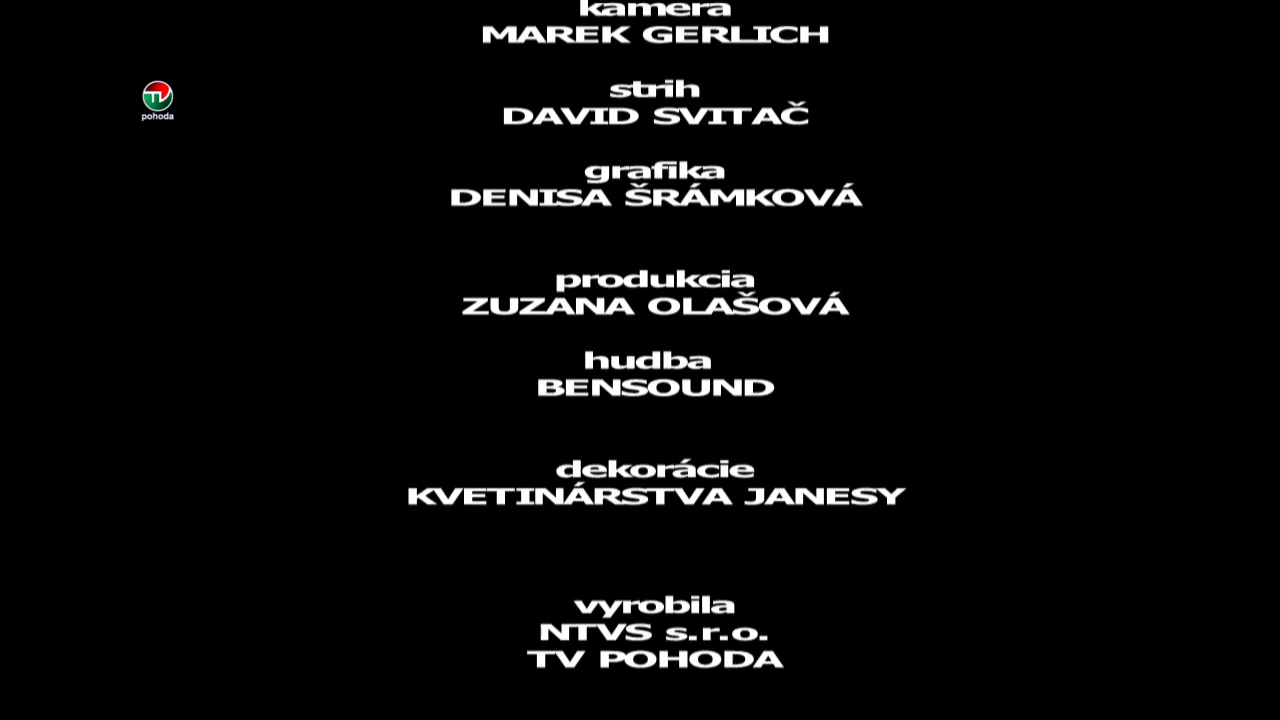 kamera
MAREK GERLICH
TV
pohoda
strih
DAVID SVITAČ
grafika
DENISA ŠRÁMKOVÁ
produkcia
ZUZANA OLAŠOVÁ
hudba
BENSOUND
dekorácie
KVETINÁRSTVA JANESY
vyrobila
NTVS s.r.o.
TV POHODA